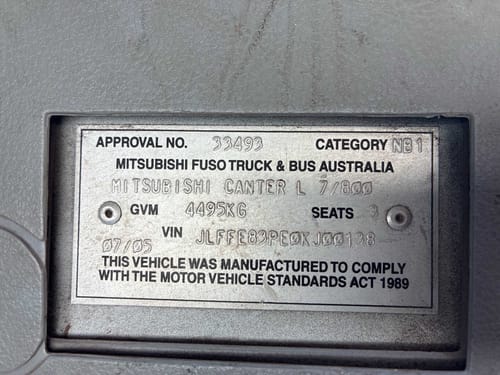 APPROVAL NO. 33493 CATEGORY NB1
MITSUBISHI FUSO TRUCK & BUS AUSTRALIA
MITSUBISHI CANTER L 7/800
GVM 4495KG SEATS 3
VIN
07/05
THIS VEHICLE WAS MANUFACTURED TO COMPLY
WITH THE MOTOR VEHICLE STANDARDS ACT 1989